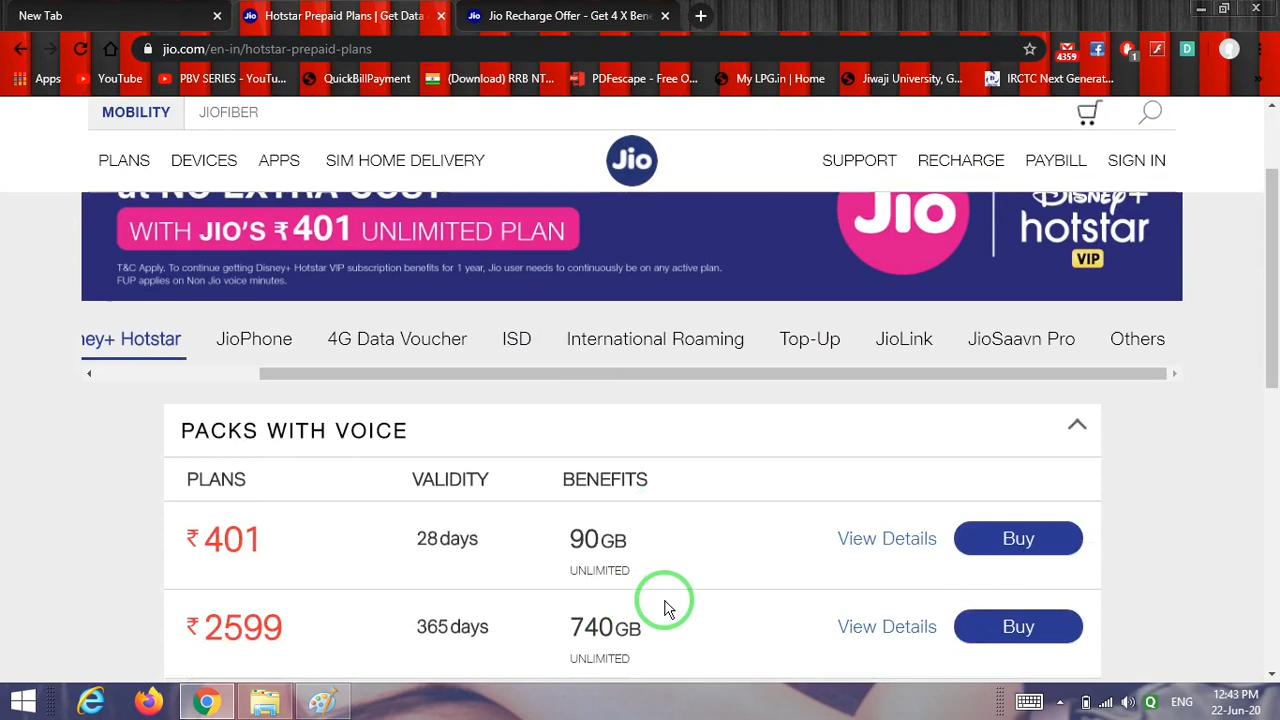 New Tab
Hotstar Prepaid Plans | Get Data
Jio Recharge Offer - Get 4 X Bene
jio.com/en-in/hotstar-prepaid-plans
4359
1
D
Apps
YouTube
PBV SERIES - YouTu...
QuickBillPayment
(Download) RRB NT...
PDFescape - Free O...
My LPG.in | Home
Jiwaji University, G...
IRCTC Next Generat...
MOBILITY
JIOFIBER
PLANS
DEVICES
APPS
SIM HOME DELIVERY
Jio
SUPPORT
RECHARGE
PAYBILL
SIGN IN
at NO EXTRA COST
WITH JIO'S ₹401 UNLIMITED PLAN
T&C Apply. To continue getting Disney+ Hotstar VIP subscription benefits for 1 year, Jio user needs to continuously be on any active plan.
FUP applies on Non Jio voice minutes.
Jio
Disney+
hotstar
VIP
ney+ Hotstar
JioPhone
4G Data Voucher
ISD
International Roaming
Top-Up
JioLink
JioSaavn Pro
Others
PACKS WITH VOICE
PLANS
VALIDITY
BENEFITS
₹ 401
28 days
90 GB
UNLIMITED
View Details
Buy
₹ 2599
365 days
740 GB
UNLIMITED
View Details
Buy
ENG
12:43 PM
22-Jun-20